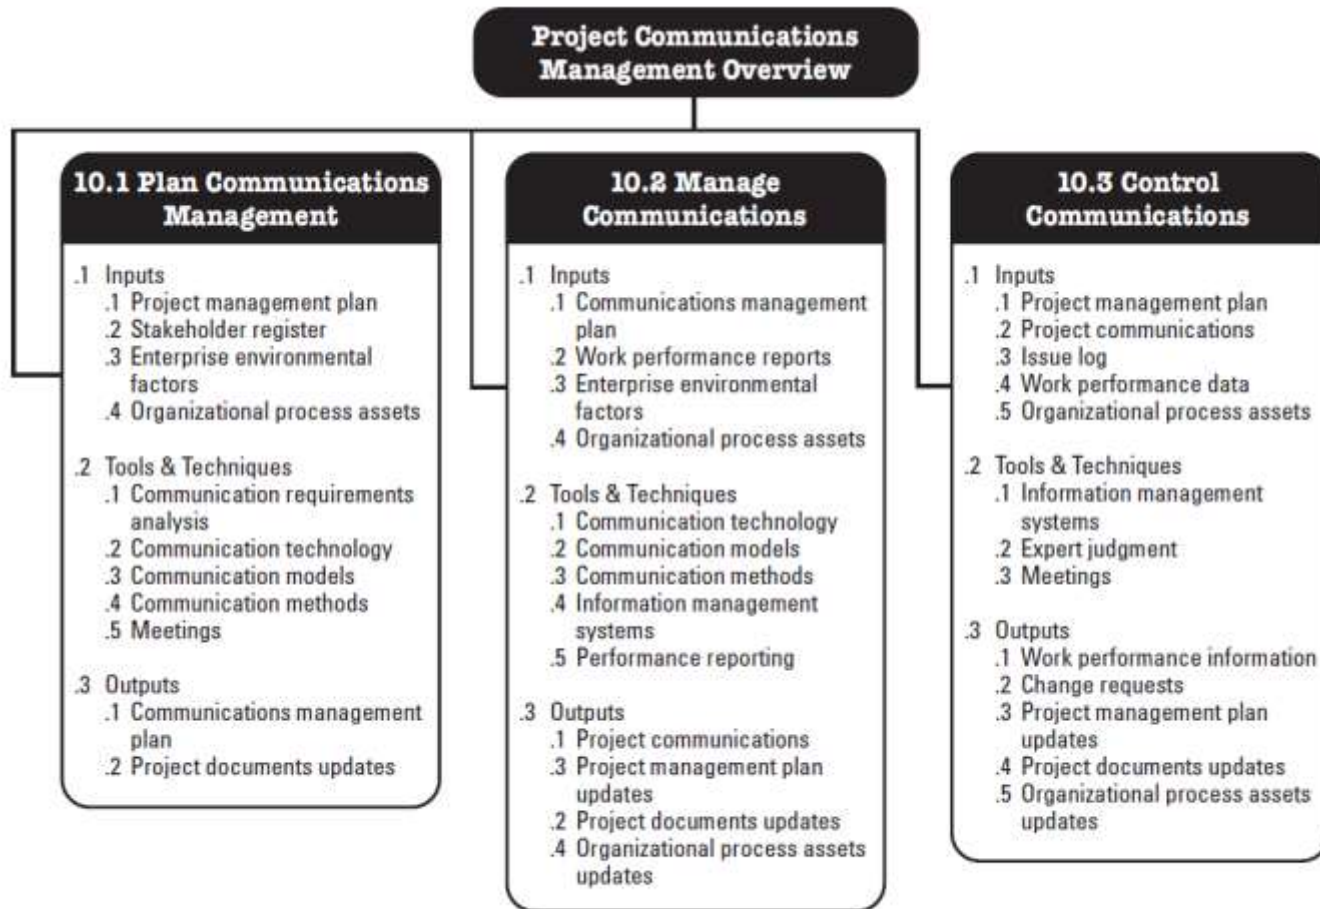 Project Communications
Management Overview
10.1 Plan Communications
Management
.1 Inputs
.1 Project management plan
.2 Stakeholder register
.3 Enterprise environmental
factors
.4 Organizational process assets
.2 Tools & Techniques
.1 Communication requirements
analysis
.2 Communication technology
.3 Communication models
.4 Communication methods
.5 Meetings
.3 Outputs
.1 Communications management
plan
.2 Project documents updates
10.2 Manage
Communications
.1 Inputs
.1 Communications management
plan
.2 Work performance reports
.3 Enterprise environmental
factors
.4 Organizational process assets
.2 Tools & Techniques
.1 Communication technology
.2 Communication models
.3 Communication methods
.4 Information management
systems
.5 Performance reporting
.3 Outputs
.1 Project communications
.3 Project management plan
updates
.2 Project documents updates
.4 Organizational process assets
updates
10.3 Control
Communications
.1 Inputs
.1 Project management plan
.2 Project communications
.3 Issue log
.4 Work performance data
.5 Organizational process assets
.2 Tools & Techniques
.1 Information management
systems
.2 Expert judgment
.3 Meetings
.3 Outputs
.1 Work performance information
.2 Change requests
.3 Project management plan
updates
.4 Project documents updates
.5 Organizational process assets
updates